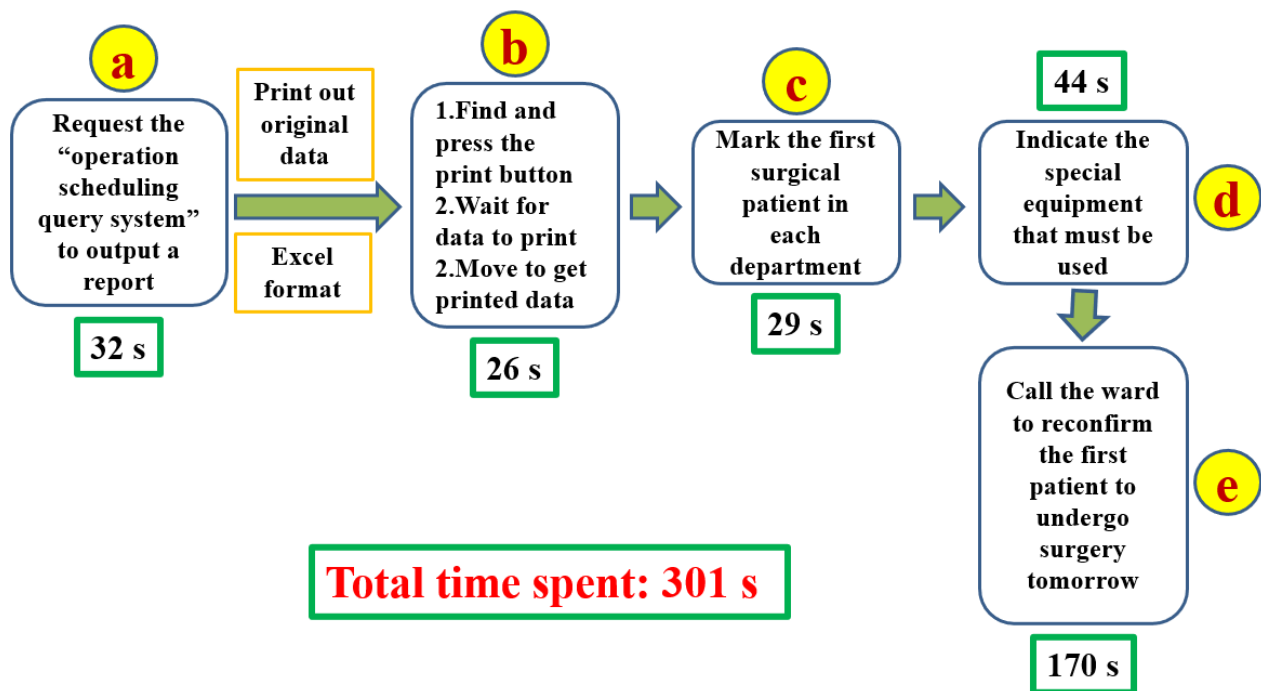 a
Request the
“operation
scheduling
query system”
to output a
report
32 s
Print out
original
data
Excel
format
b
1.Find and
press the
print button
2.Wait for
data to print
2.Move to get
printed data
26 s
c
Mark the first
surgical
patient in
each
department
29 s
44 s
Indicate the
special
equipment
that must be
used
d
Call the ward
to reconfirm
the first
patient to
undergo
surgery
tomorrow
e
170 s
Total time spent: 301 s